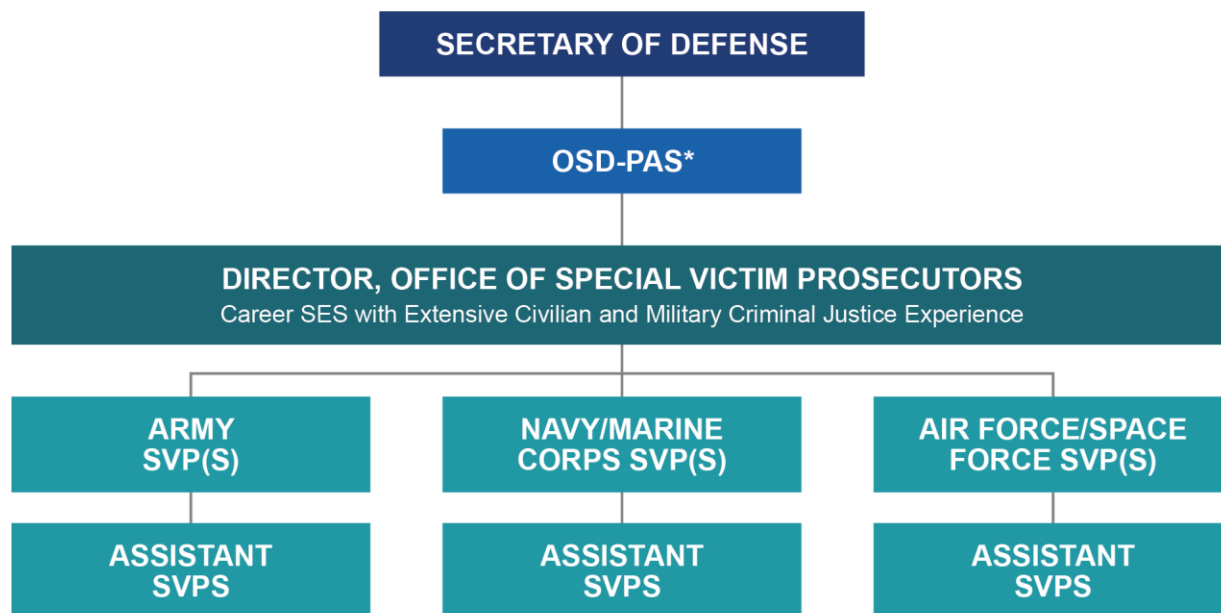 SECRETARY OF DEFENSE
OSD-PAS*
DIRECTOR, OFFICE OF SPECIAL VICTIM PROSECUTORS
Career SES with Extensive Civilian and Military Criminal Justice Experience
ARMY
SVP(S)
NAVY/MARINE
CORPS SVP(S)
AIR FORCE/SPACE
FORCE SVP(S)
ASSISTANT
SVPS
ASSISTANT
SVPS
ASSISTANT
SVPS